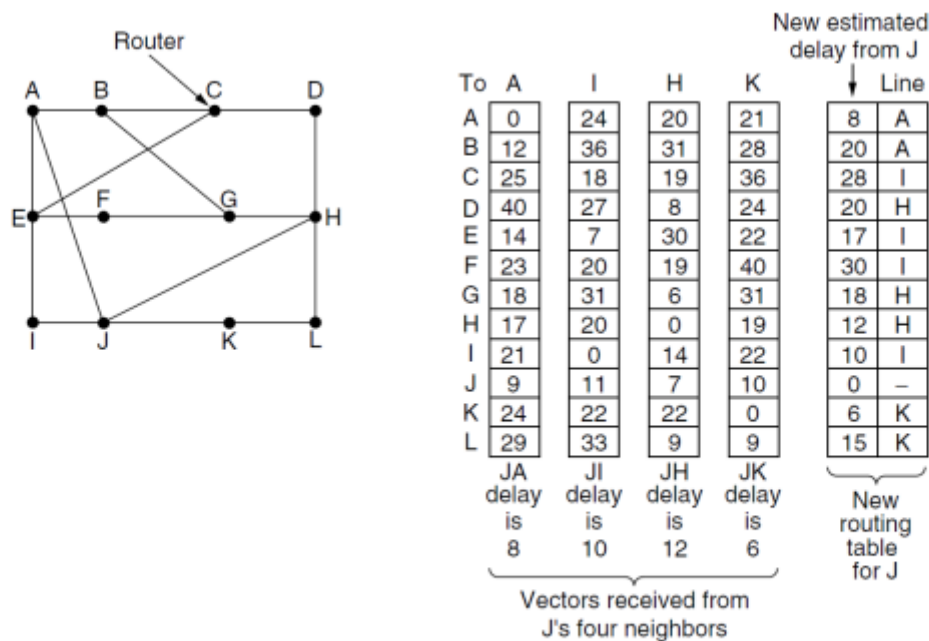 Router
A B C D
E F G H
I J K L
New estimated
delay from J
To A I H K Line
A 0 24 20 21 8 A
B 12 36 31 28 20 A
C 25 18 19 36 28 I
D 40 27 8 24 20 H
E 14 7 30 22 17 I
F 23 20 19 40 30 I
G 18 31 6 31 18 H
H 17 20 0 19 12 H
I 21 0 14 22 10 I
J 9 11 7 10 0 –
K 24 22 22 0 6 K
L 29 33 9 9 15 K
JA JI JH JK
delay delay delay delay
is is is is
8 10 12 6
New
routing
table
for J
Vectors received from
J's four neighbors